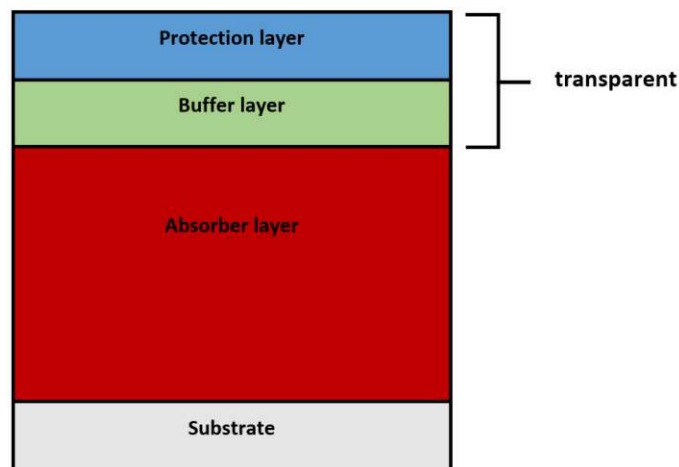 Protection layer
transparent
Buffer layer
Absorber layer
Substrate